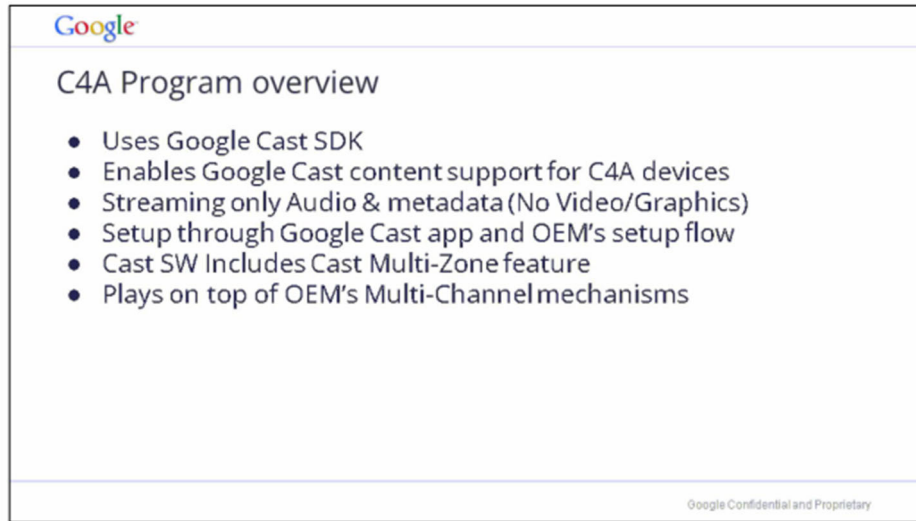 Google
C4A Program overview
● Uses Google Cast SDK
● Enables Google Cast content support for C4A devices
● Streaming only Audio & metadata (No Video/Graphics)
● Setup through Google Cast app and OEM's setup flow
● Cast SW Includes Cast Multi-Zone feature
● Plays on top of OEM's Multi-Channel mechanisms
Google Confidential and Proprietary